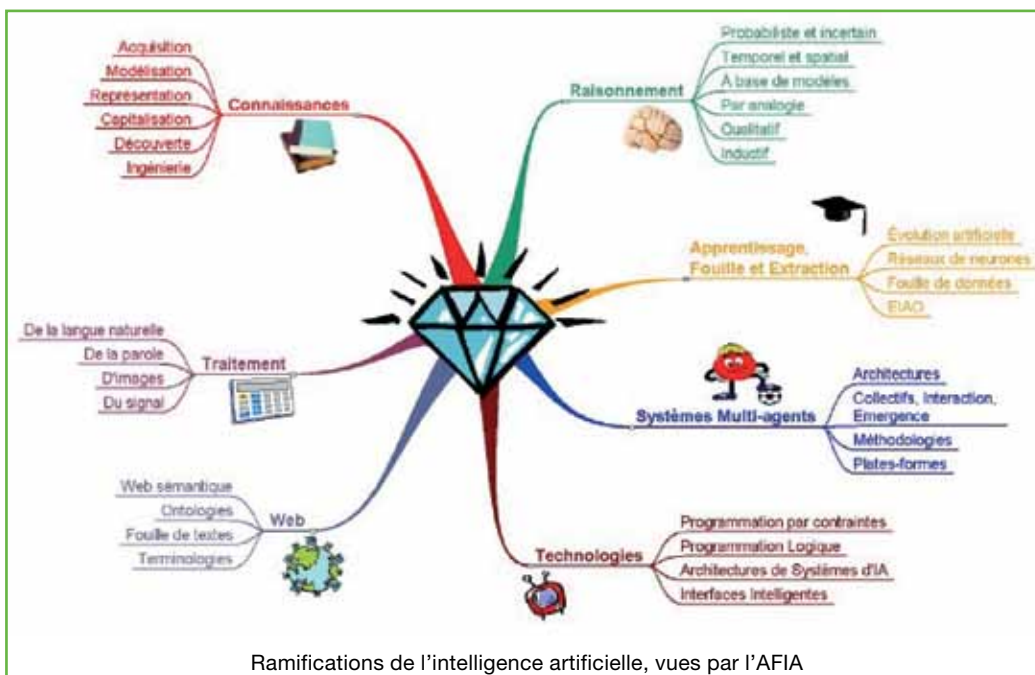 Acquisition
Modélisation
Représentation
Capitalisation
Découverte
Ingénierie
Connaissances
Raisonnement
Probabiliste et incertain
Temporel et spatial
À base de modèles
Par analogie
Qualitatif
Inductif
Apprentissage,
Fouille et Extraction
Évolution artificielle
Réseaux de neurones
Fouille de données
EIAO
De la langue naturelle
De la parole
D'images
Du signal
Traitement
Systèmes Multi-agents
Architectures
Collectifs, Interaction,
Emergence
Méthodologies
Plates-formes
Web sémantique
Ontologies
Fouille de textes
Terminologies
Web
Technologies
Programmation par contraintes
Programmation Logique
Architectures de Systèmes d'IA
Interfaces Intelligentes
Ramifications de l'intelligence artificielle, vues par l'AFIA